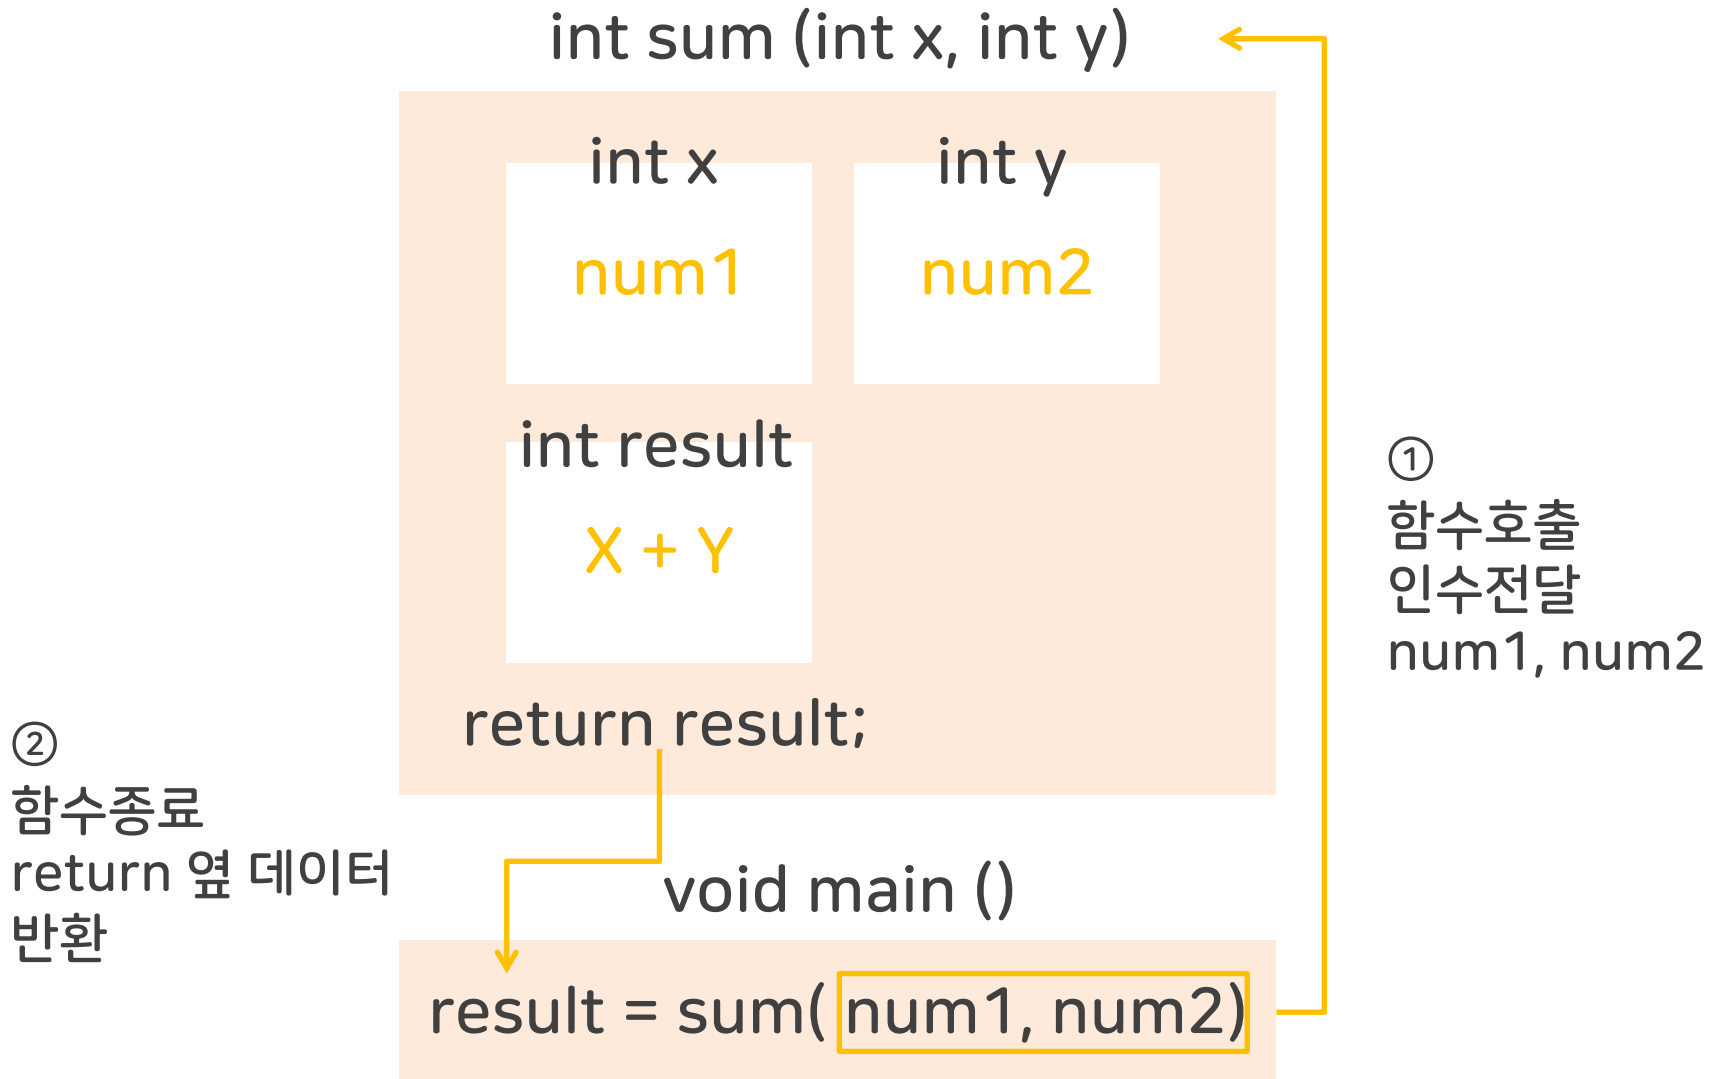 int sum (int x, int y)
int x
int y
num1
num2
int result
X + Y
return result;
①
함수호출
인수전달
num1, num2
②
함수종료
return 옆 데이터
반환
void main ()
result = sum( num1, num2)